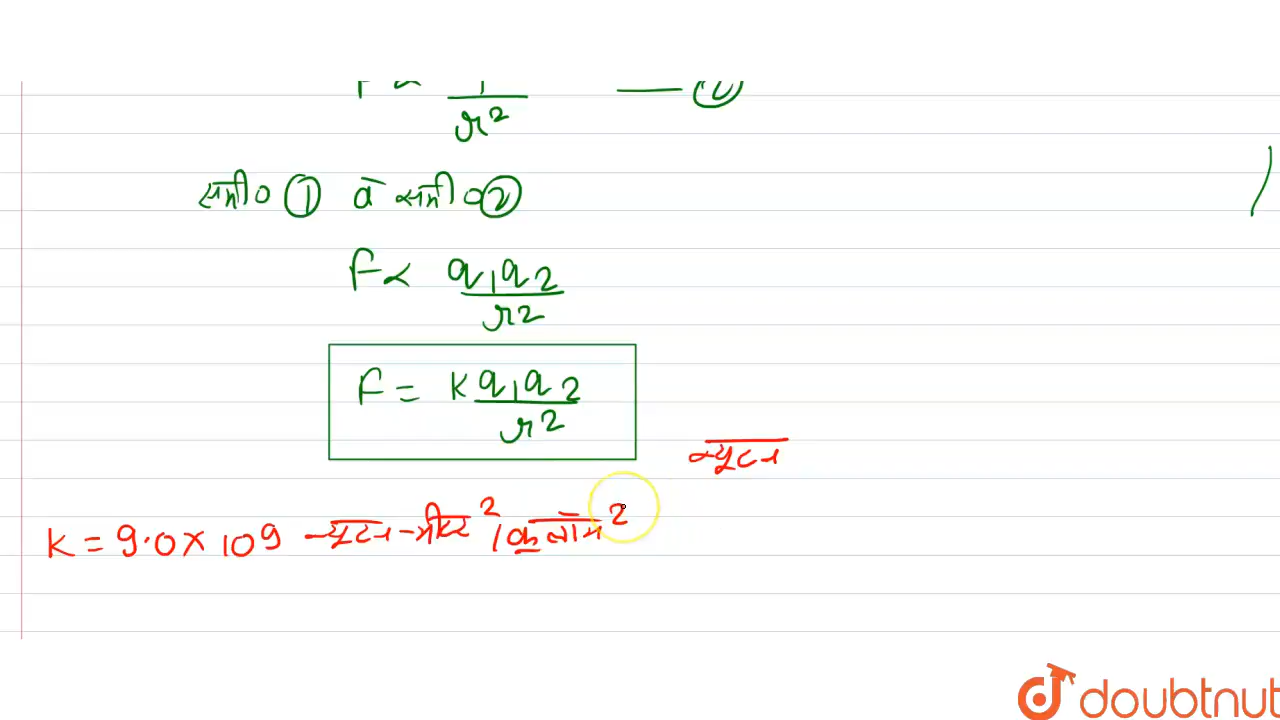 F ∝ 1/r² —— (2)
समी० (1) व समी० (2)
F ∝ q₁q₂/r²
F = K q₁q₂/r²
न्यूटन
K = 9.0 × 10⁹ न्यूटन-मीटर²/कूलॉम²
doubtnut